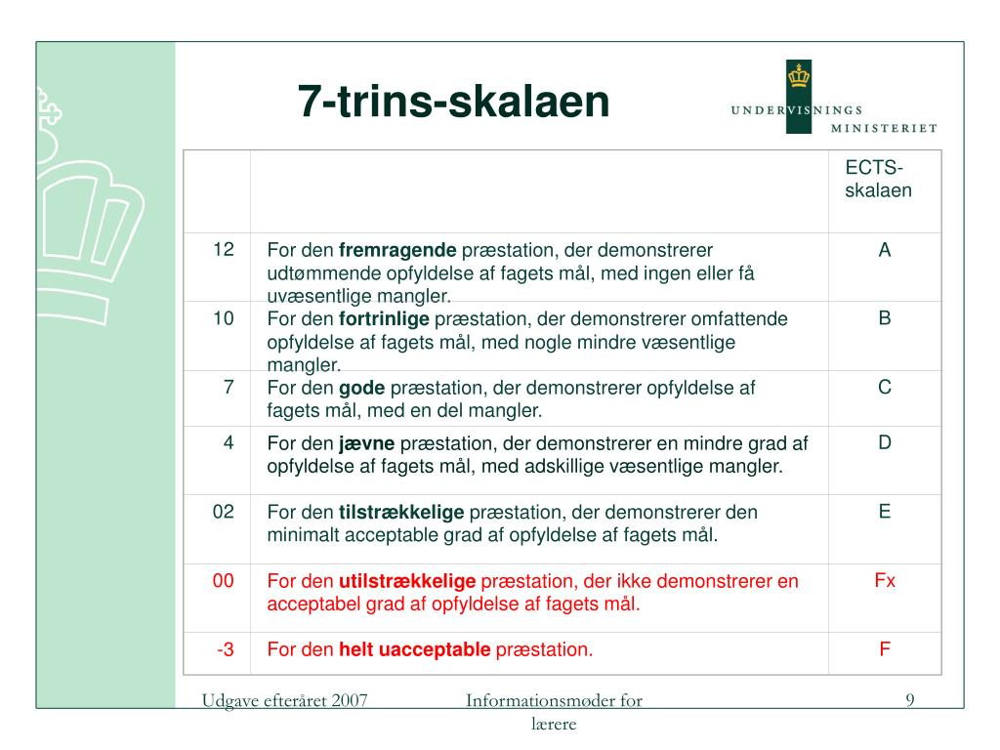 7-trins-skalaen
UNDERVISNINGS
MINISTERIET
ECTS-
skalaen
12 For den fremragende præstation, der demonstrerer A
udtømmende opfyldelse af fagets mål, med ingen eller få
uvæsentlige mangler.
10 For den fortrinlige præstation, der demonstrerer omfattende B
opfyldelse af fagets mål, med nogle mindre væsentlige
mangler.
7 For den gode præstation, der demonstrerer opfyldelse af C
fagets mål, med en del mangler.
4 For den jævne præstation, der demonstrerer en mindre grad af D
opfyldelse af fagets mål, med adskillige væsentlige mangler.
02 For den tilstrækkelige præstation, der demonstrerer den E
minimalt acceptable grad af opfyldelse af fagets mål.
00 For den utilstrækkelige præstation, der ikke demonstrerer en Fx
acceptabel grad af opfyldelse af fagets mål.
-3 For den helt uacceptable præstation. F
Udgave efteråret 2007 Informationsmøder for 9
lærere